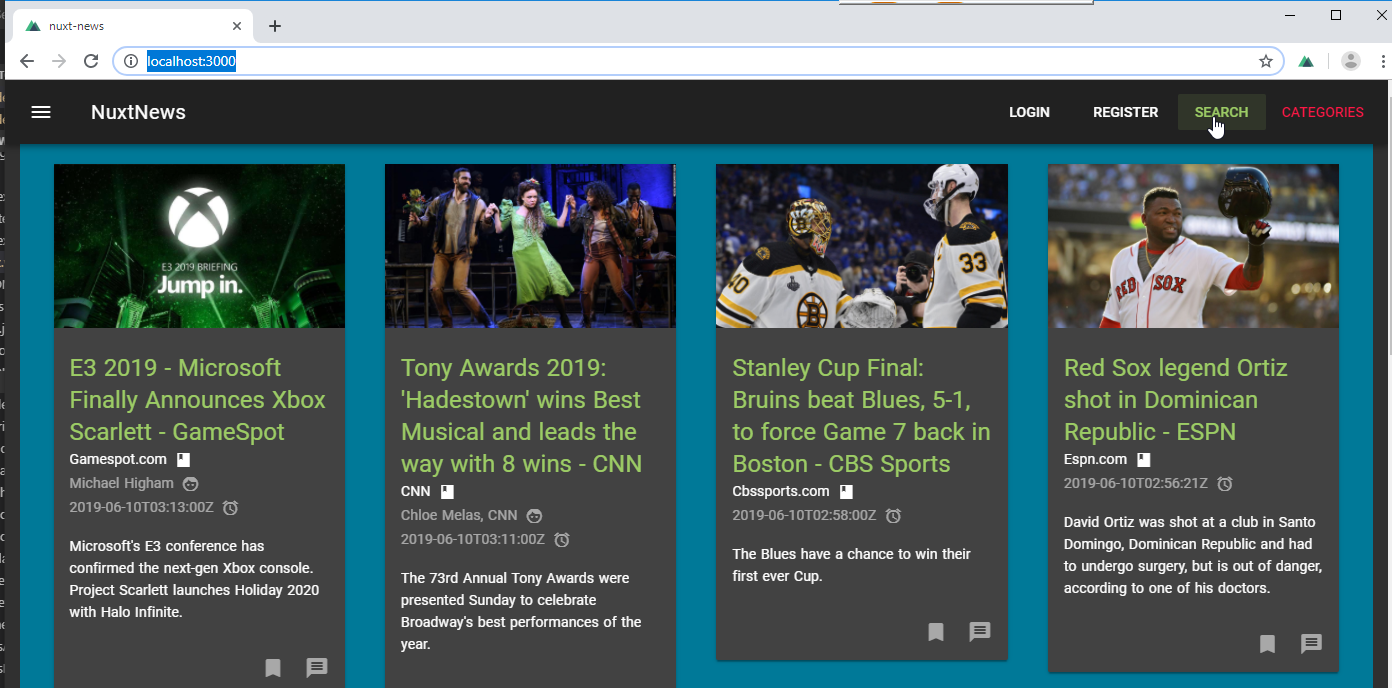 nuxt-news
localhost:3000
NuxtNews
LOGIN
REGISTER
SEARCH
CATEGORIES
E3 2019 BRIEFING
Jump in.
E3 2019 - Microsoft
Finally Announces Xbox
Scarlett - GameSpot
Gamespot.com
Michael Higham
2019-06-10T03:13:00Z
Microsoft's E3 conference has
confirmed the next-gen Xbox console.
Project Scarlett launches Holiday 2020
with Halo Infinite.
Tony Awards 2019:
'Hadestown' wins Best
Musical and leads the
way with 8 wins - CNN
CNN
Chloe Melas, CNN
2019-06-10T03:11:00Z
The 73rd Annual Tony Awards were
presented Sunday to celebrate
Broadway's best performances of the
year.
40
33
B
Stanley Cup Final:
Bruins beat Blues, 5-1,
to force Game 7 back in
Boston - CBS Sports
Cbssports.com
2019-06-10T02:58:00Z
The Blues have a chance to win their
first ever Cup.
RED SOX
Red Sox legend Ortiz
shot in Dominican
Republic - ESPN
Espn.com
2019-06-10T02:56:21Z
David Ortiz was shot at a club in Santo
Domingo, Dominican Republic and had
to undergo surgery, but is out of danger,
according to one of his doctors.